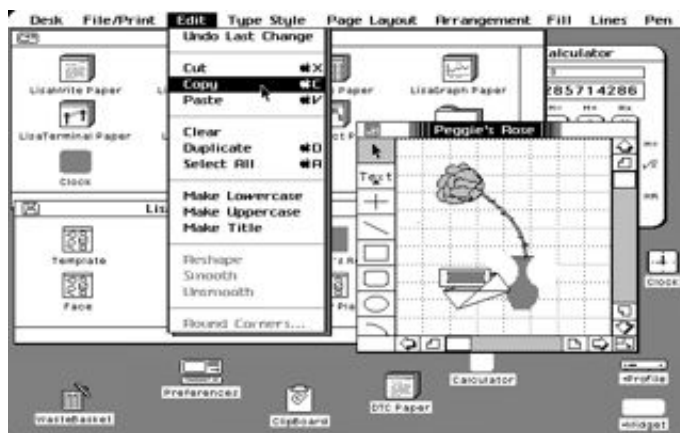 Desk File/Print Edit Type Style Page Layout Arrangement Fill Lines Pen
Undo Last Change
Cut ⌘X
Copy ⌘C
Paste ⌘V
Clear
Duplicate ⌘D
Select All ⌘A
Make Lowercase
Make Uppercase
Make Title
Reshape
Smooth
Unsmooth
Round Corners...
LisaWrite Paper
Paper
LisaGraph Paper
LisaTerminal Paper
Clock
Calculator
285714286
Peggie's Rose
Text
Template
Face
Clock
Preferences
Calculator
Profile
WasteBasket
ClipBoard
DTC Paper
Widget